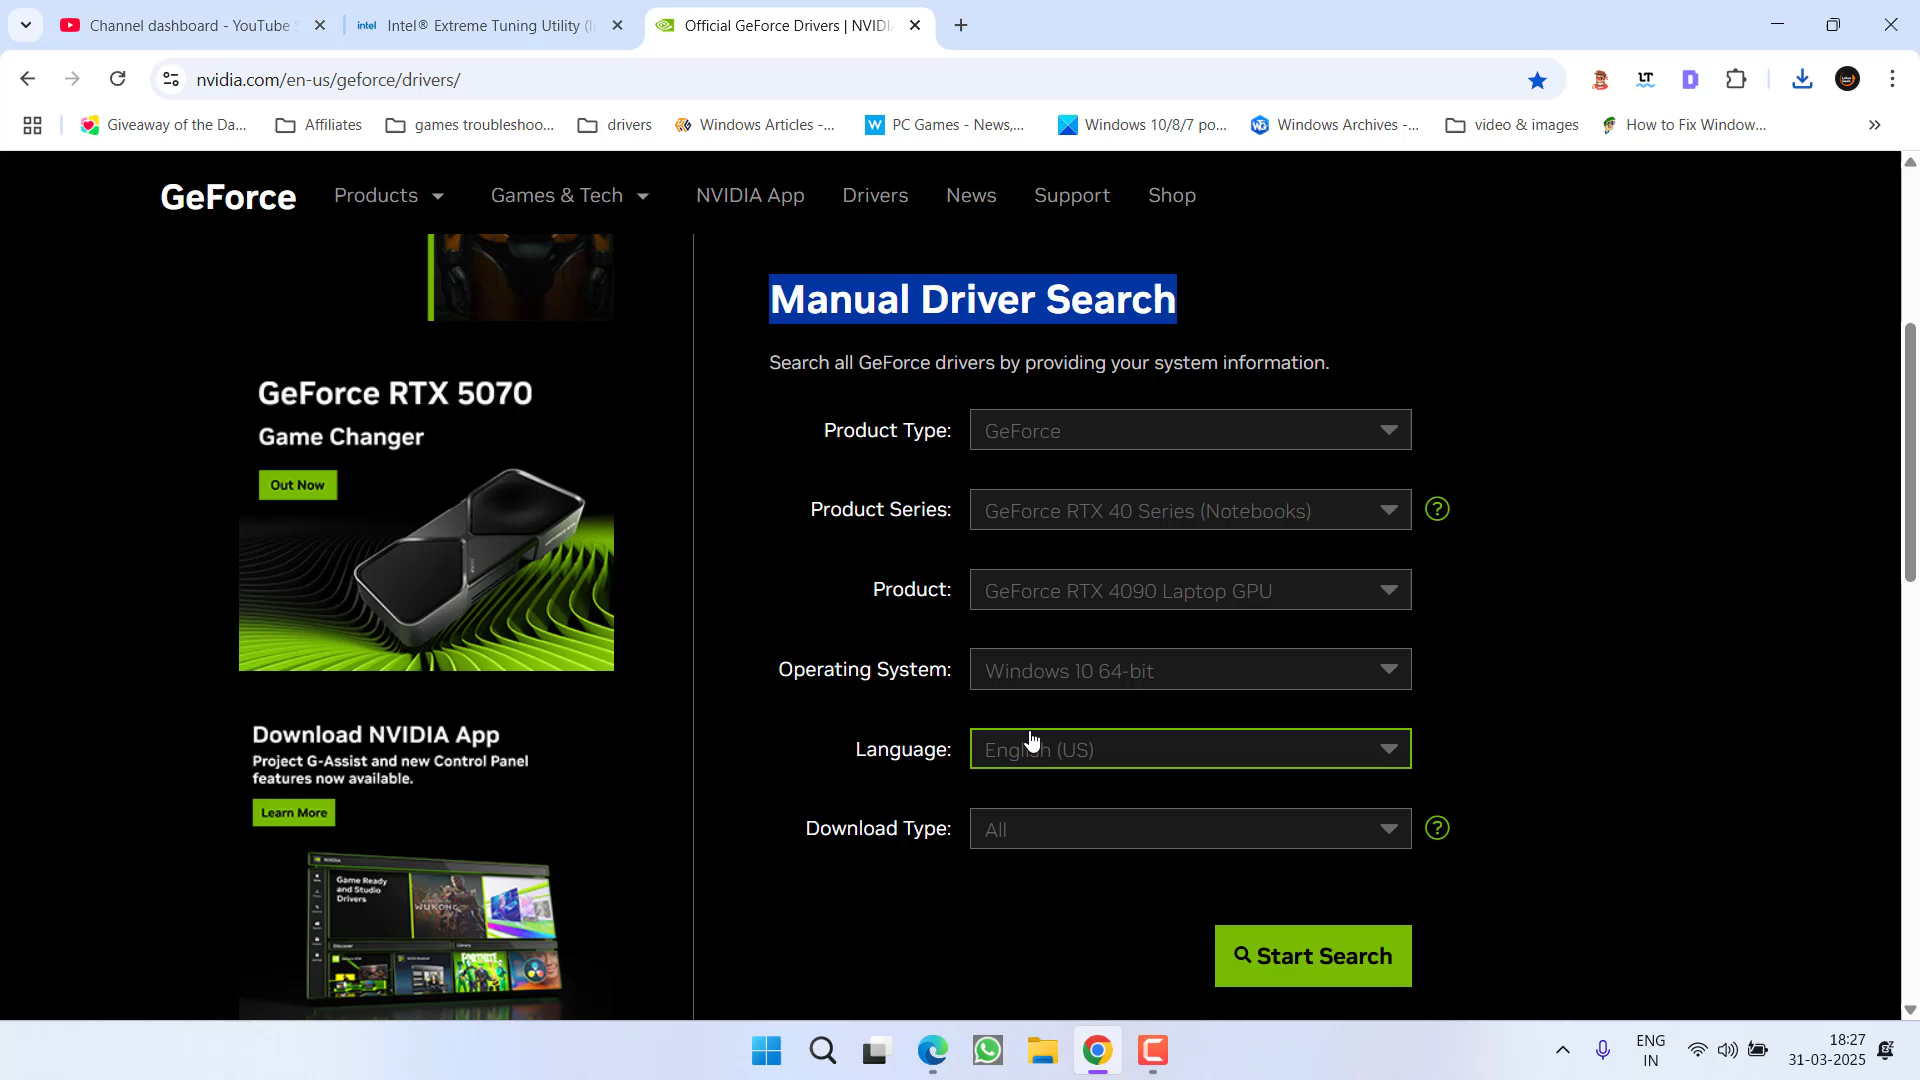 Channel dashboard - YouTube
intel
Intel® Extreme Tuning Utility (
Official GeForce Drivers | NVIDI
nvidia.com/en-us/geforce/drivers/
Giveaway of the Da...
Affiliates
games troubleshoo...
drivers
Windows Articles -...
PC Games - News,...
Windows 10/8/7 po...
Windows Archives -...
video & images
How to Fix Window...
GeForce
Products
Games & Tech
NVIDIA App
Drivers
News
Support
Shop
GeForce RTX 5070
Game Changer
Out Now
Download NVIDIA App
Project G-Assist and new Control Panel
features now available.
Learn More
Game Ready
and Studio
Drivers
WUKONG
FORTNITE
Manual Driver Search
Search all GeForce drivers by providing your system information.
Product Type:
GeForce
Product Series:
GeForce RTX 40 Series (Notebooks)
?
Product:
GeForce RTX 4090 Laptop GPU
Operating System:
Windows 10 64-bit
Language:
English (US)
Download Type:
All
?
Start Search
ENG
IN
18:27
31-03-2025